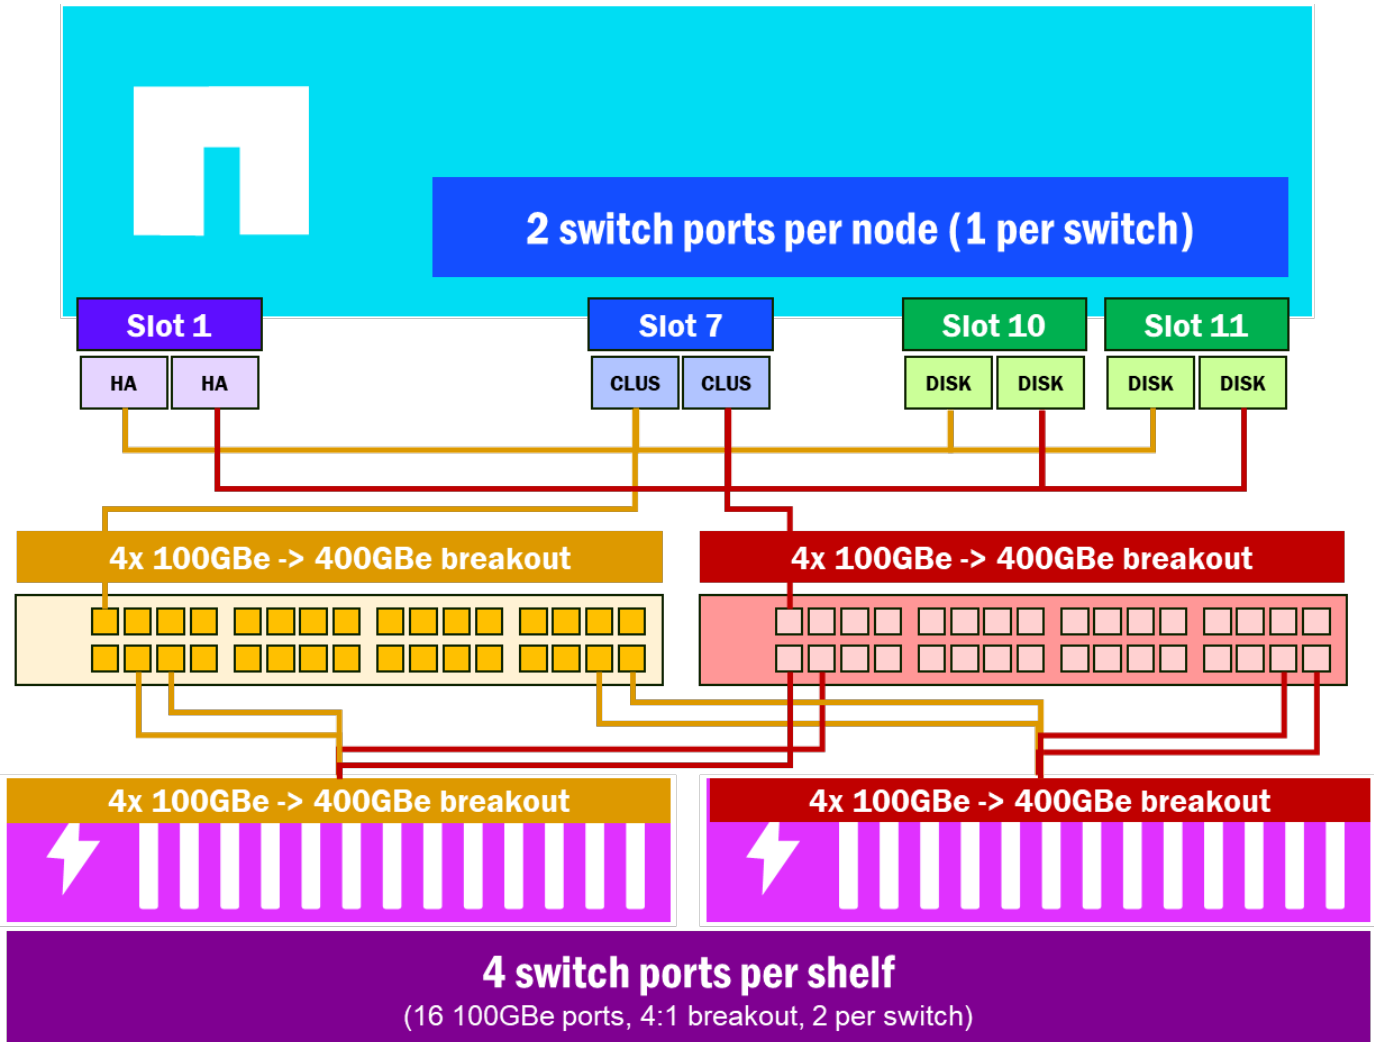 2 switch ports per node (1 per switch)
Slot 1
Slot 7
Slot 10
Slot 11
HA
HA
CLUS
CLUS
DISK
DISK
DISK
DISK
4x 100GBe -> 400GBe breakout
4x 100GBe -> 400GBe breakout
4x 100GBe -> 400GBe breakout
4x 100GBe -> 400GBe breakout
4 switch ports per shelf
(16 100GBe ports, 4:1 breakout, 2 per switch)